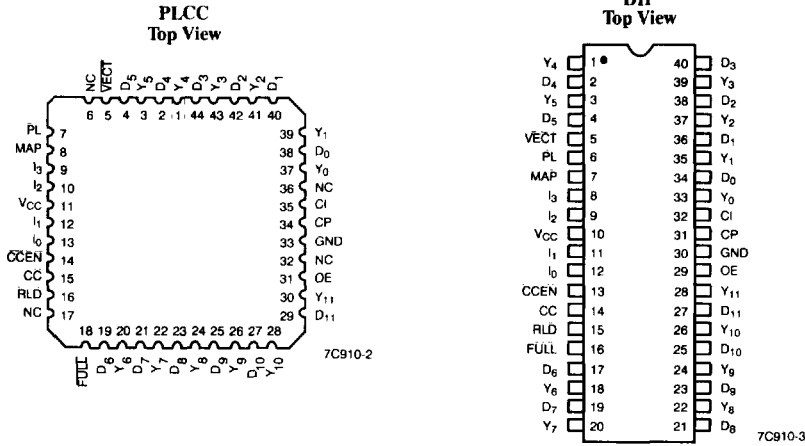 PLCC
Top View
NC VECT D5 Y5 D4 Y4 D3 Y3 D2 Y2 D1
6 5 4 3 2 1 44 43 42 41 40
PL 7
MAP 8
I3 9
I2 10
VCC 11
I1 12
I0 13
CCEN 14
CC 15
RLD 16
NC 17
39 Y1
38 D0
37 Y0
36 NC
35 CI
34 CP
33 GND
32 NC
31 OE
30 Y11
29 D11
18 19 20 21 22 23 24 25 26 27 28
FULL D6 Y6 D7 Y7 D8 Y8 D9 Y9 D10 Y10
7C910-2
Top View
Y4 1 40 D3
D4 2 39 Y3
Y5 3 38 D2
D5 4 37 Y2
VECT 5 36 D1
PL 6 35 Y1
MAP 7 34 D0
I3 8 33 Y0
I2 9 32 CI
VCC 10 31 CP
I1 11 30 GND
I0 12 29 OE
CCEN 13 28 Y11
CC 14 27 D11
RLD 15 26 Y10
FULL 16 25 D10
D6 17 24 Y9
Y6 18 23 D9
D7 19 22 Y8
Y7 20 21 D8
7C910-3